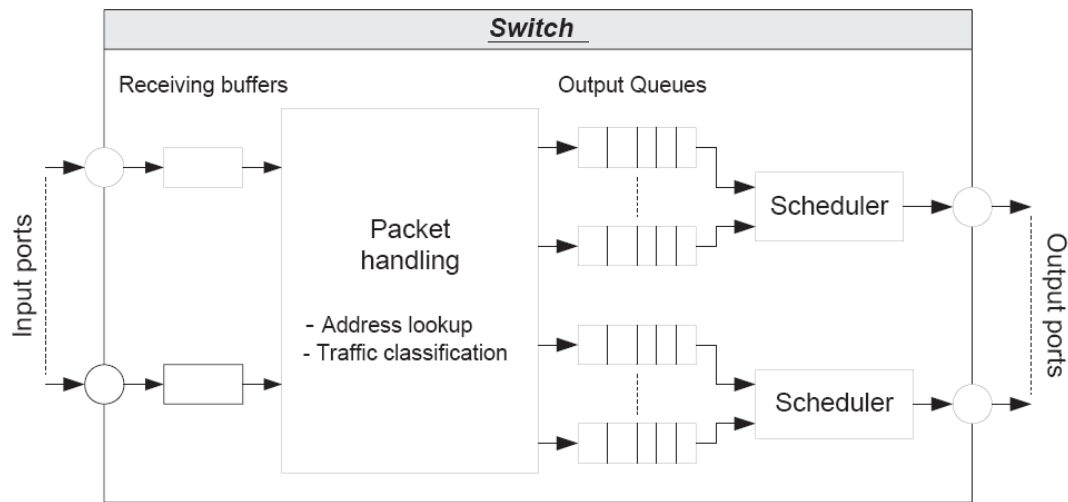 Switch
Receiving buffers
Output Queues
Input ports
Packet
handling
- Address lookup
- Traffic classification
Scheduler
Scheduler
Output ports